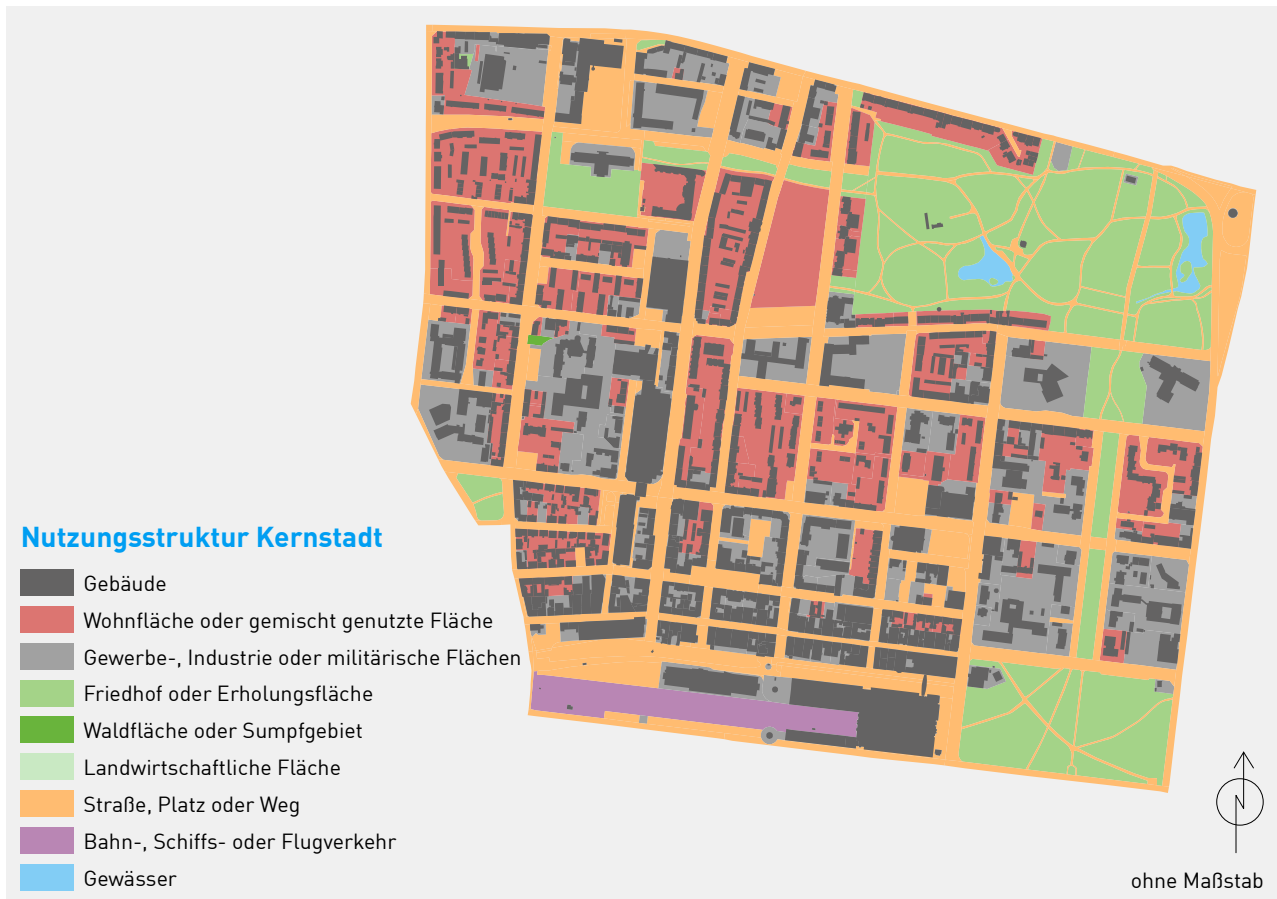 Nutzungsstruktur Kernstadt
Gebäude
Wohnfläche oder gemischt genutzte Fläche
Gewerbe-, Industrie oder militärische Flächen
Friedhof oder Erholungsfläche
Waldfläche oder Sumpfgebiet
Landwirtschaftliche Fläche
Straße, Platz oder Weg
Bahn-, Schiffs- oder Flugverkehr
Gewässer
N
ohne Maßstab